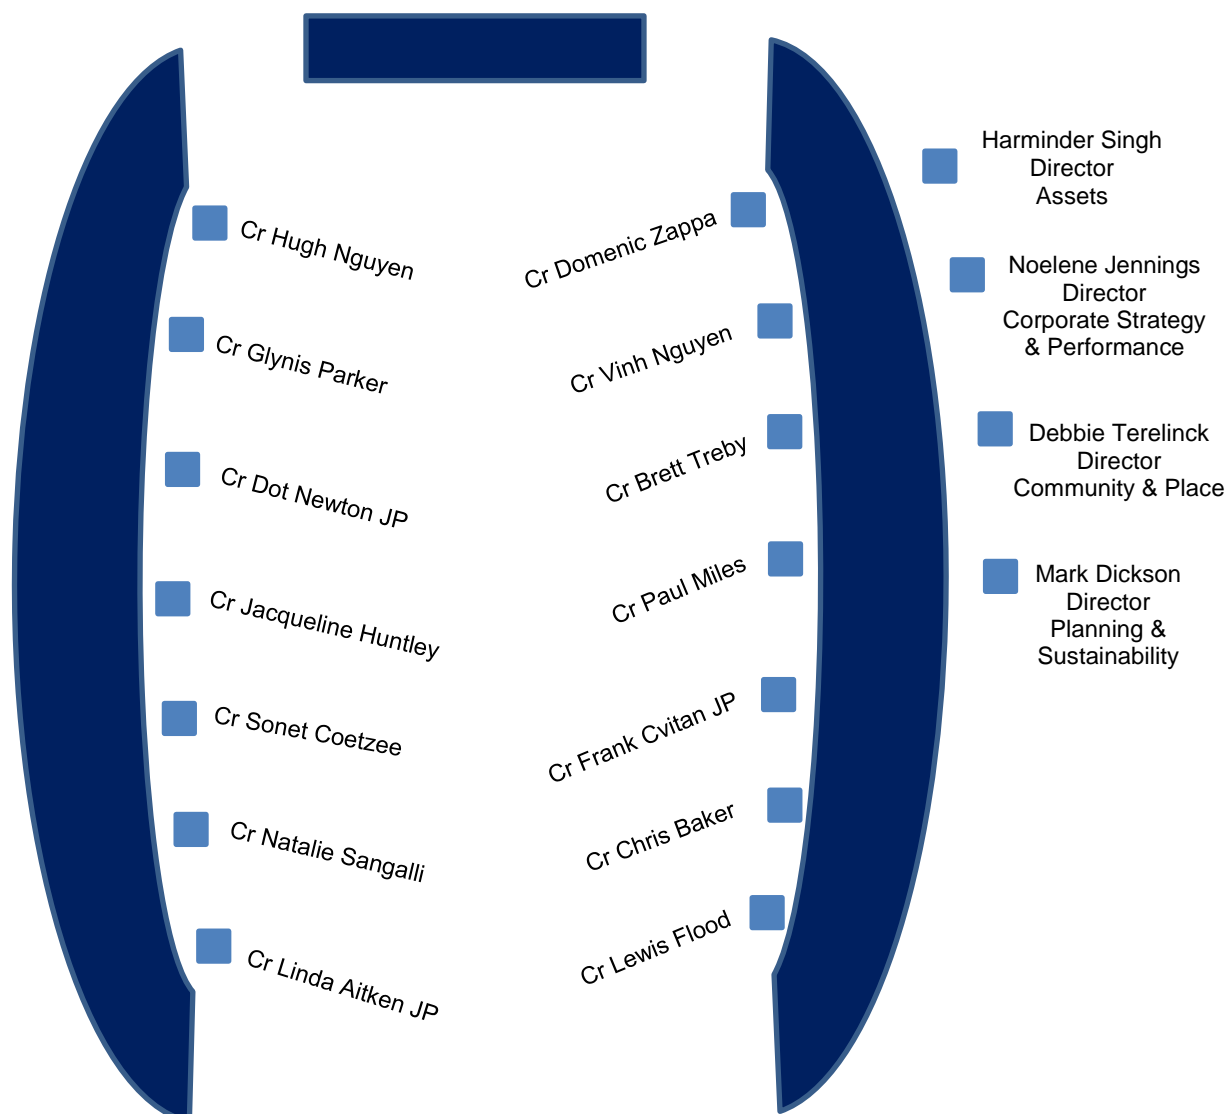 Cr Hugh Nguyen
Cr Glynis Parker
Cr Dot Newton JP
Cr Jacqueline Huntley
Cr Sonet Coetzee
Cr Natalie Sangalli
Cr Linda Aitken JP
Cr Domenic Zappa
Cr Vinh Nguyen
Cr Brett Treby
Cr Paul Miles
Cr Frank Cvitan JP
Cr Chris Baker
Cr Lewis Flood
Harminder Singh
Director
Assets
Noelene Jennings
Director
Corporate Strategy
& Performance
Debbie Terelinck
Director
Community & Place
Mark Dickson
Director
Planning &
Sustainability